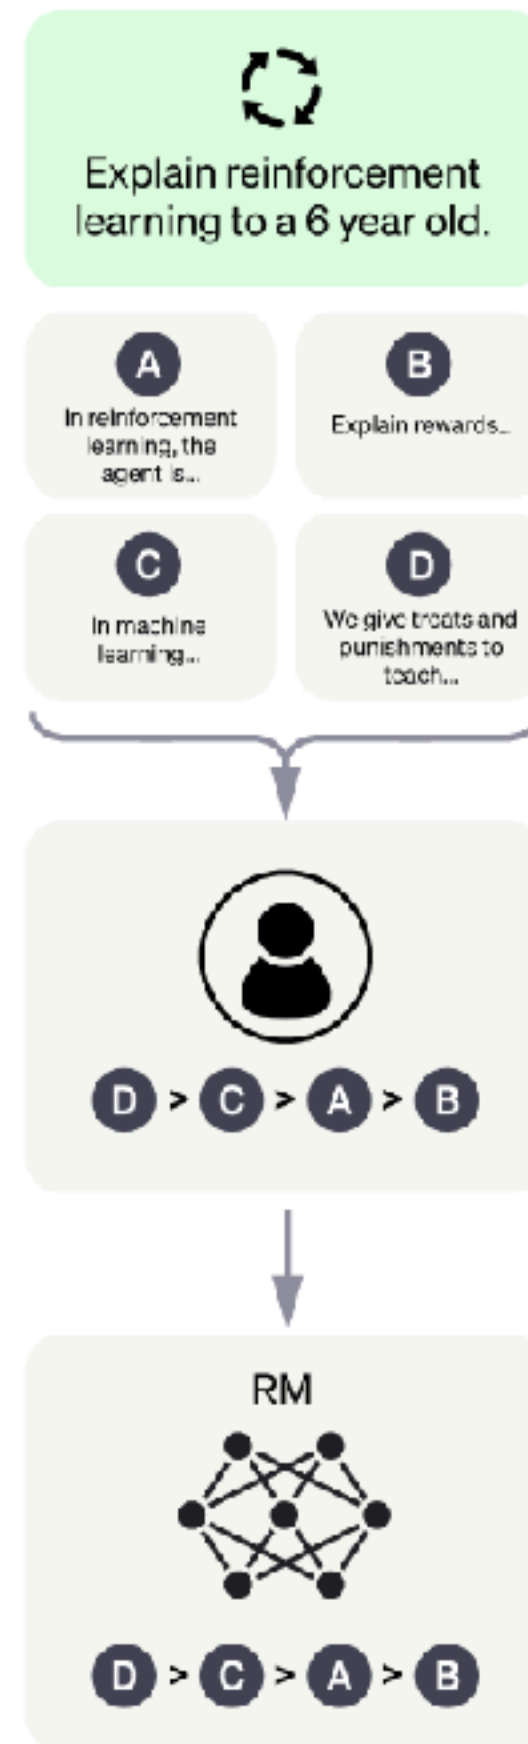 Explain reinforcement
learning to a 6 year old.
A
In reinforcement
learning, the
agent is...
B
Explain rewards...
C
In machine
learning...
D
We give treats and
punishments to
teach...
D > C > A > B
RM
D > C > A > B